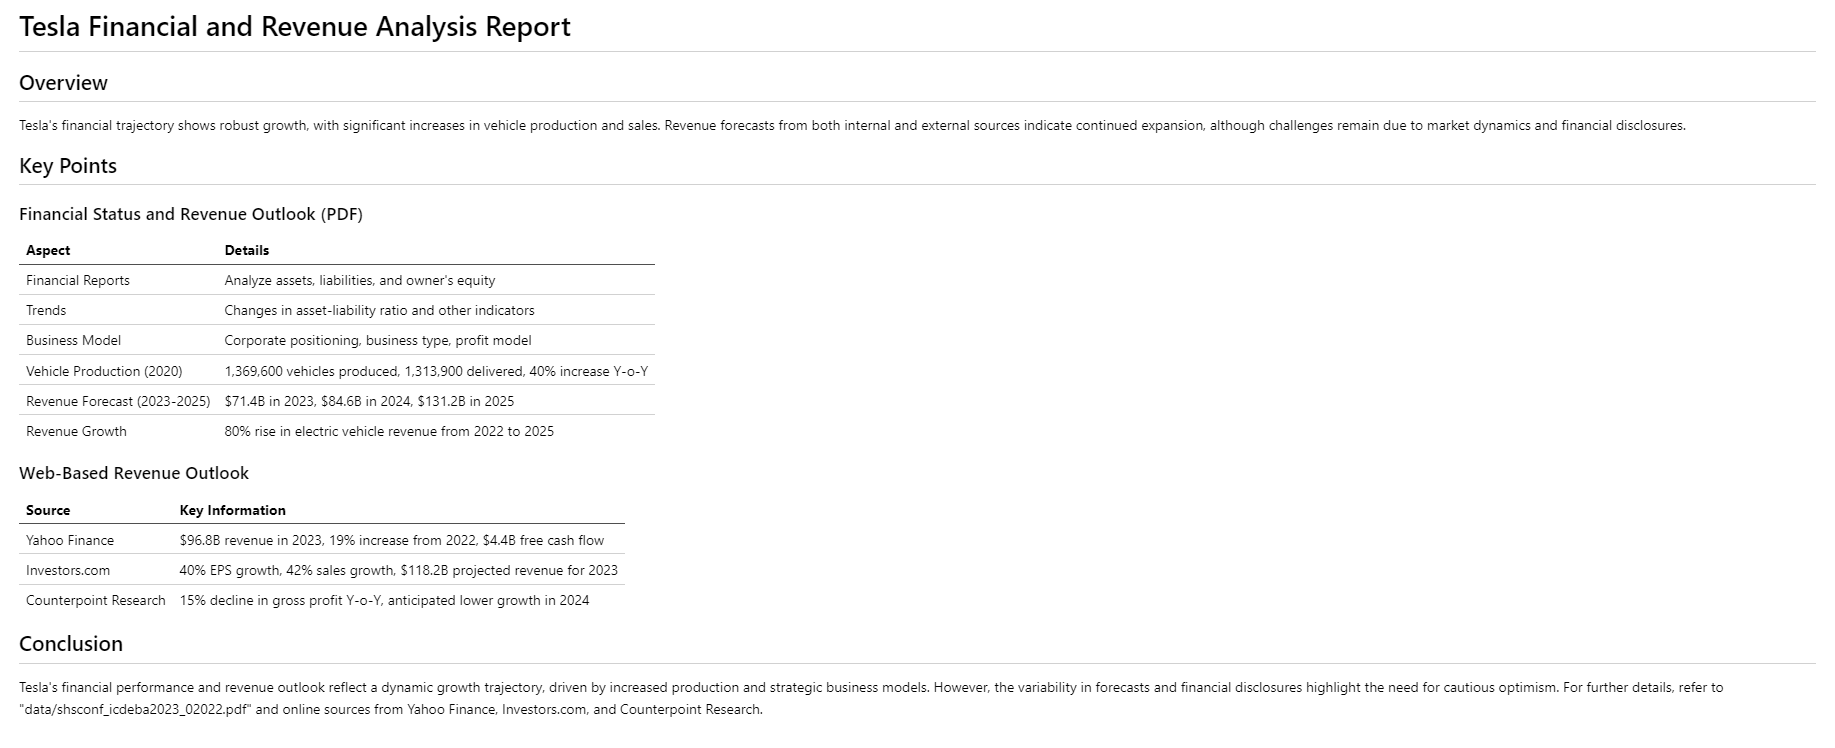 Tesla Financial and Revenue Analysis Report
Overview
Tesla's financial trajectory shows robust growth, with significant increases in vehicle production and sales. Revenue forecasts from both internal and external sources indicate continued expansion, although challenges remain due to market dynamics and financial disclosures.
Key Points
Financial Status and Revenue Outlook (PDF)
Aspect Details
Financial Reports Analyze assets, liabilities, and owner's equity
Trends Changes in asset-liability ratio and other indicators
Business Model Corporate positioning, business type, profit model
Vehicle Production (2020) 1,369,600 vehicles produced, 1,313,900 delivered, 40% increase Y-o-Y
Revenue Forecast (2023-2025) $71.4B in 2023, $84.6B in 2024, $131.2B in 2025
Revenue Growth 80% rise in electric vehicle revenue from 2022 to 2025
Web-Based Revenue Outlook
Source Key Information
Yahoo Finance $96.8B revenue in 2023, 19% increase from 2022, $4.4B free cash flow
Investors.com 40% EPS growth, 42% sales growth, $118.2B projected revenue for 2023
Counterpoint Research 15% decline in gross profit Y-o-Y, anticipated lower growth in 2024
Conclusion
Tesla's financial performance and revenue outlook reflect a dynamic growth trajectory, driven by increased production and strategic business models. However, the variability in forecasts and financial disclosures highlight the need for cautious optimism. For further details, refer to
"data/shsconf_icdeba2023_02022.pdf" and online sources from Yahoo Finance, Investors.com, and Counterpoint Research.